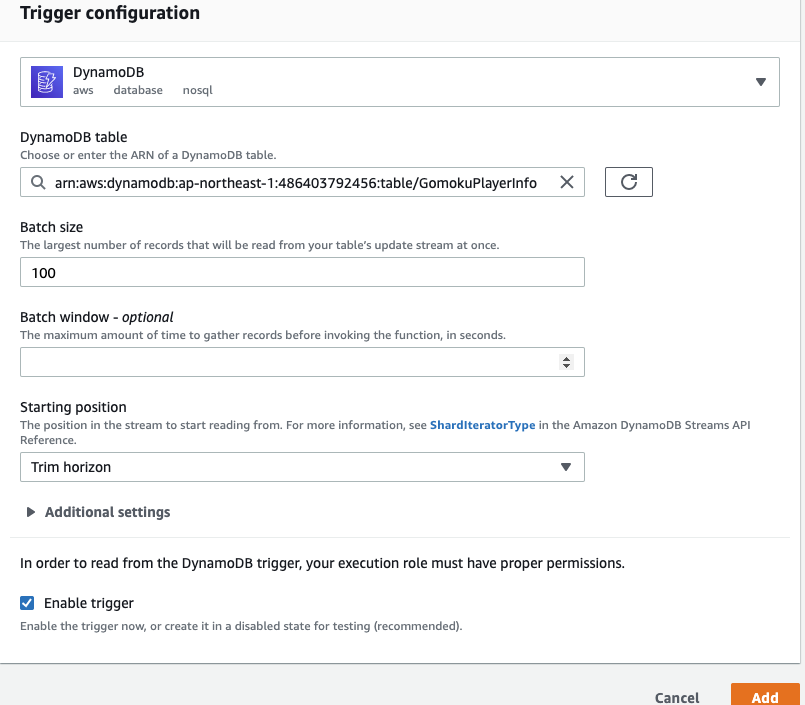 Trigger configuration
DynamoDB
aws database nosql
DynamoDB table
Choose or enter the ARN of a DynamoDB table.
arn:aws:dynamodb:ap-northeast-1:486403792456:table/GomokuPlayerInfo
Batch size
The largest number of records that will be read from your table's update stream at once.
100
Batch window - optional
The maximum amount of time to gather records before invoking the function, in seconds.
Starting position
The position in the stream to start reading from. For more information, see ShardIteratorType in the Amazon DynamoDB Streams API
Reference.
Trim horizon
Additional settings
In order to read from the DynamoDB trigger, your execution role must have proper permissions.
Enable trigger
Enable the trigger now, or create it in a disabled state for testing (recommended).
Cancel Add